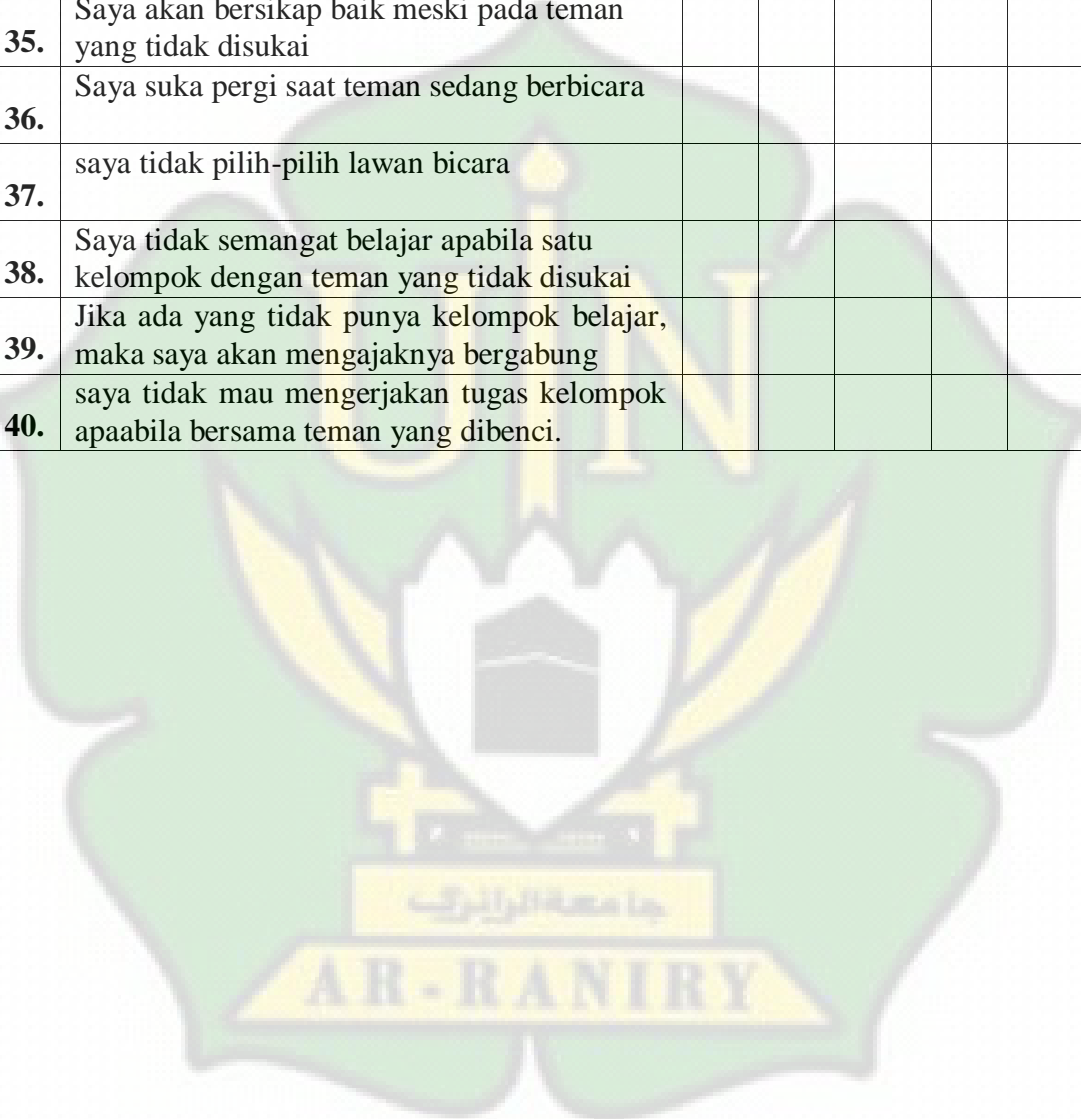 Saya akan bersikap baik meski pada teman
35. yang tidak disukai
Saya suka pergi saat teman sedang berbicara
36.
saya tidak pilih-pilih lawan bicara
37.
Saya tidak semangat belajar apabila satu
38. kelompok dengan teman yang tidak disukai
Jika ada yang tidak punya kelompok belajar,
39. maka saya akan mengajaknya bergabung
saya tidak mau mengerjakan tugas kelompok
40. apaabila bersama teman yang dibenci.
UIN
جامعة الرانري
AR-RANIRY